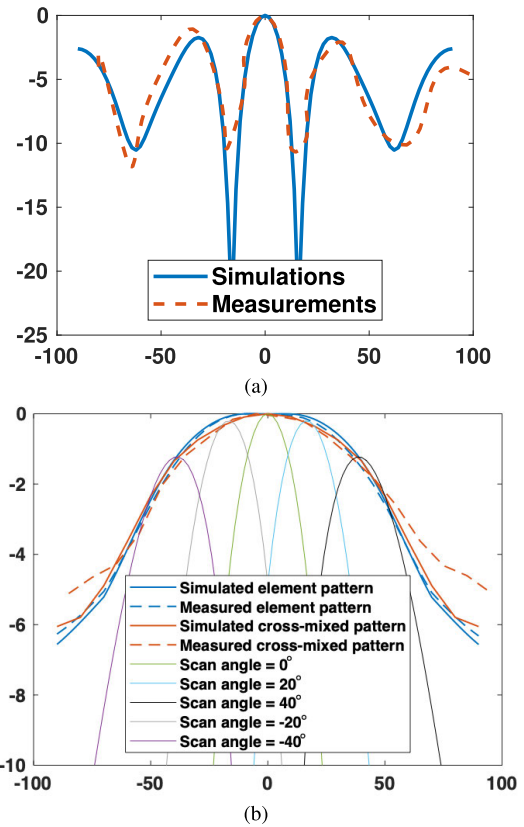 0
-5
-10
-15
-20
-25
-100
-50
0
50
100
Simulations
Measurements
(a)
0
-2
-4
-6
-8
-10
-100
-50
0
50
100
Simulated element pattern
Measured element pattern
Simulated cross-mixed pattern
Measured cross-mixed pattern
Scan angle = 0°
Scan angle = 20°
Scan angle = 40°
Scan angle = -20°
Scan angle = -40°
(b)